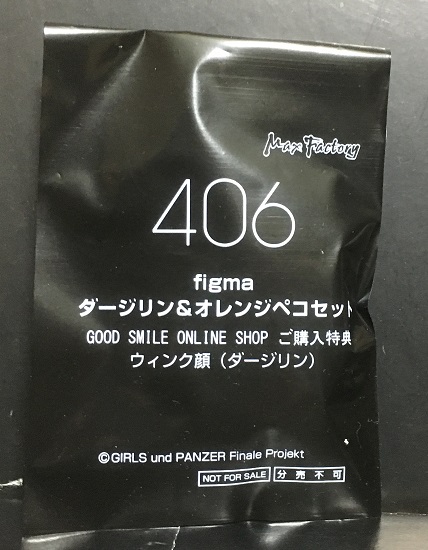 Max Factory
406
figma
ダージリン&オレンジペコセット
GOOD SMILE ONLINE SHOP ご購入特典
ウィンク顔（ダージリン）
©GIRLS und PANZER Finale Projekt
NOT FOR SALE 分売不可